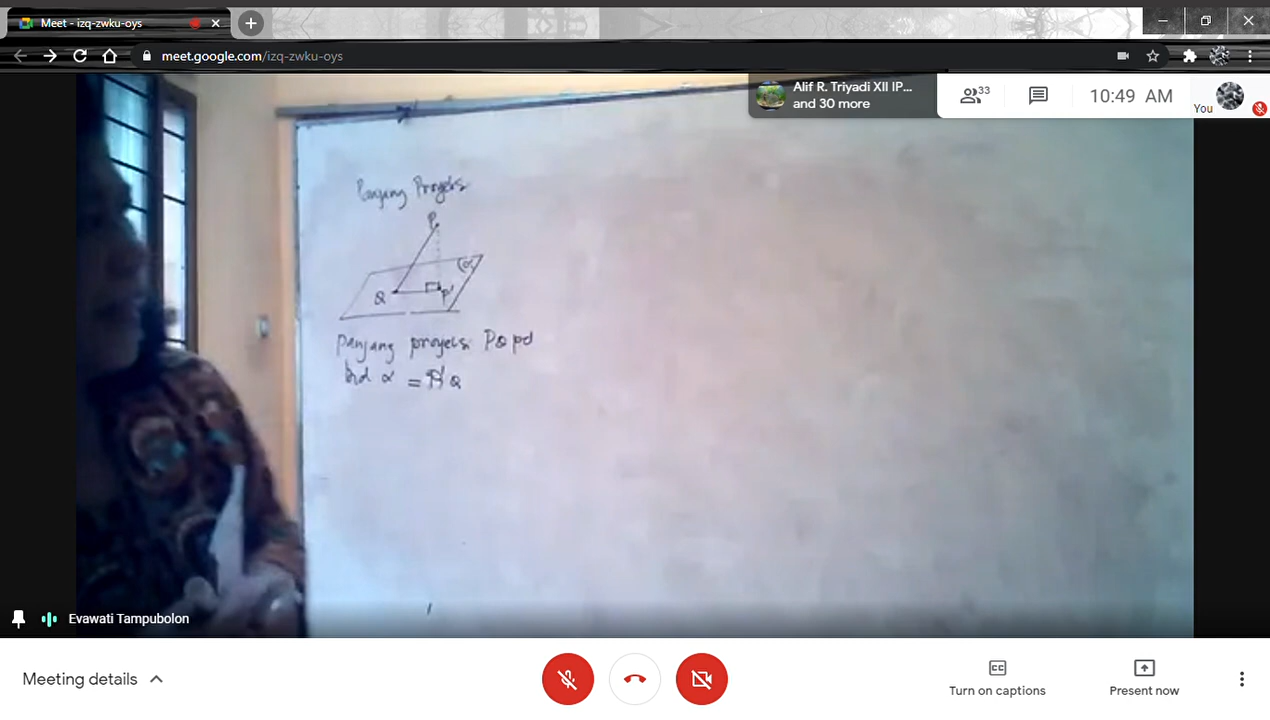 Meet - izq-zwku-oys
meet.google.com/izq-zwku-oys
Alif R. Triyadi XII IP...
and 30 more
33
10:49 AM
You
Panjang Proyeksi
P
α
Q P'
Panjang proyeksi PQ pd
bid α = P'Q
Evawati Tampubolon
Meeting details
Turn on captions
Present now